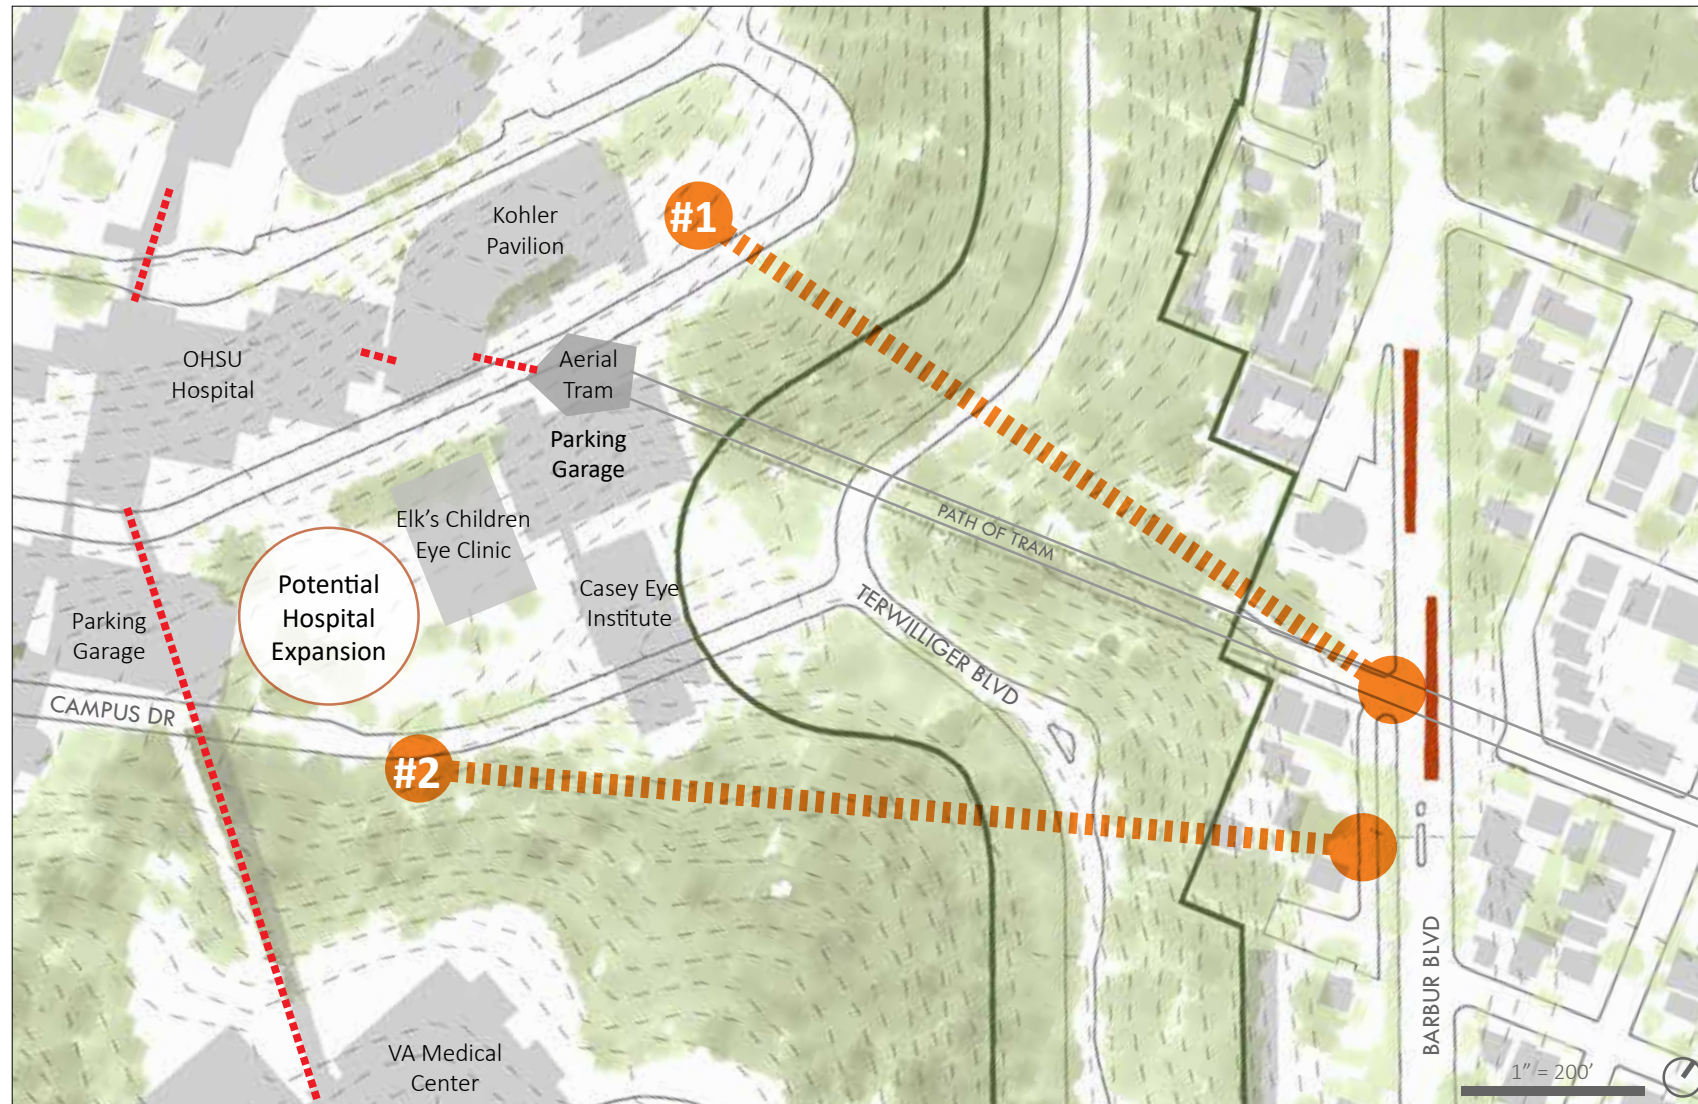 #1
Kohler
Pavilion
OHSU
Hospital
Aerial
Tram
Parking
Garage
Elk's Children
Eye Clinic
PATH OF TRAM
Potential
Hospital
Expansion
Casey Eye
Institute
Parking
Garage
TERWILLIGER BLVD
CAMPUS DR
#2
BARBUR BLVD
VA Medical
Center
1" = 200'